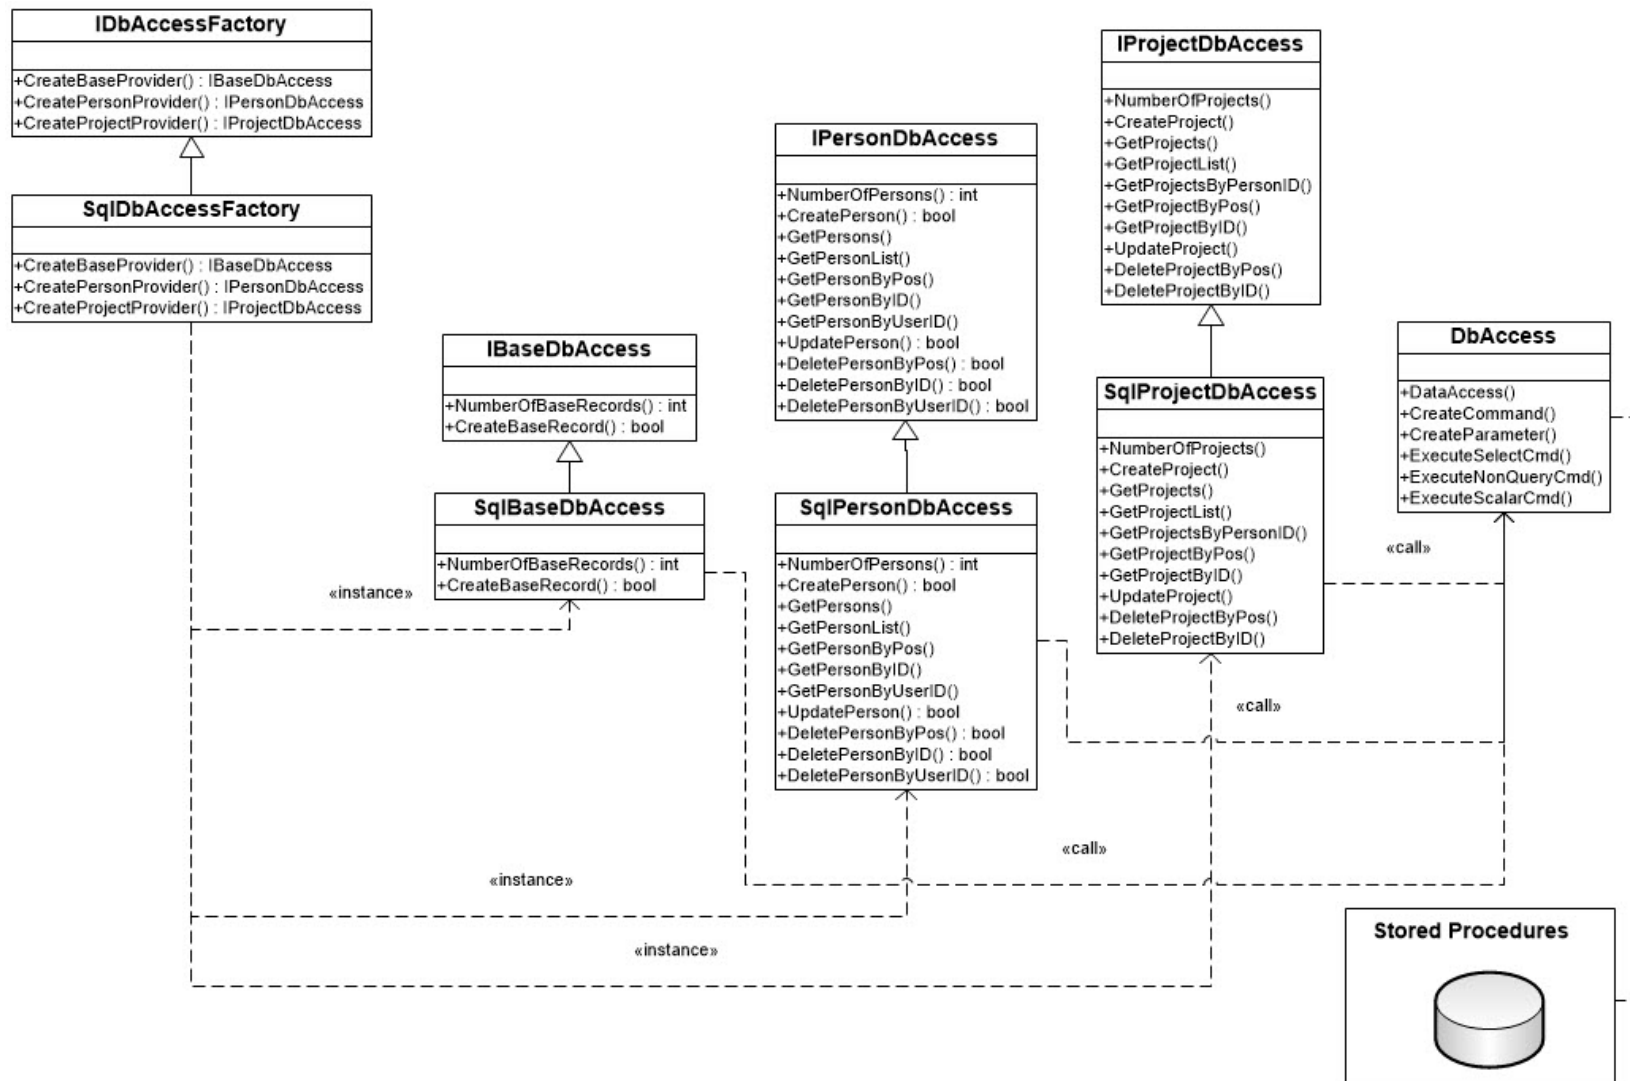 IDbAccessFactory
+CreateBaseProvider() : IBaseDbAccess
+CreatePersonProvider() : IPersonDbAccess
+CreateProjectProvider() : IProjectDbAccess
SqlDbAccessFactory
+CreateBaseProvider() : IBaseDbAccess
+CreatePersonProvider() : IPersonDbAccess
+CreateProjectProvider() : IProjectDbAccess
IBaseDbAccess
+NumberOfBaseRecords() : int
+CreateBaseRecord() : bool
SqlBaseDbAccess
+NumberOfBaseRecords() : int
+CreateBaseRecord() : bool
IPersonDbAccess
+NumberOfPersons() : int
+CreatePerson() : bool
+GetPersons()
+GetPersonList()
+GetPersonByPos()
+GetPersonByID()
+GetPersonByUserID()
+UpdatePerson() : bool
+DeletePersonByPos() : bool
+DeletePersonByID() : bool
+DeletePersonByUserID() : bool
SqlPersonDbAccess
+NumberOfPersons() : int
+CreatePerson() : bool
+GetPersons()
+GetPersonList()
+GetPersonByPos()
+GetPersonByID()
+GetPersonByUserID()
+UpdatePerson() : bool
+DeletePersonByPos() : bool
+DeletePersonByID() : bool
+DeletePersonByUserID() : bool
IProjectDbAccess
+NumberOfProjects()
+CreateProject()
+GetProjects()
+GetProjectList()
+GetProjectsByPersonID()
+GetProjectByPos()
+GetProjectByID()
+UpdateProject()
+DeleteProjectByPos()
+DeleteProjectByID()
SqlProjectDbAccess
+NumberOfProjects()
+CreateProject()
+GetProjects()
+GetProjectList()
+GetProjectsByPersonID()
+GetProjectByPos()
+GetProjectByID()
+UpdateProject()
+DeleteProjectByPos()
+DeleteProjectByID()
DbAccess
+DataAccess()
+CreateCommand()
+CreateParameter()
+ExecuteSelectCmd()
+ExecuteNonQueryCmd()
+ExecuteScalarCmd()
«call»
«instance»
«call»
«call»
«instance»
«instance»
Stored Procedures